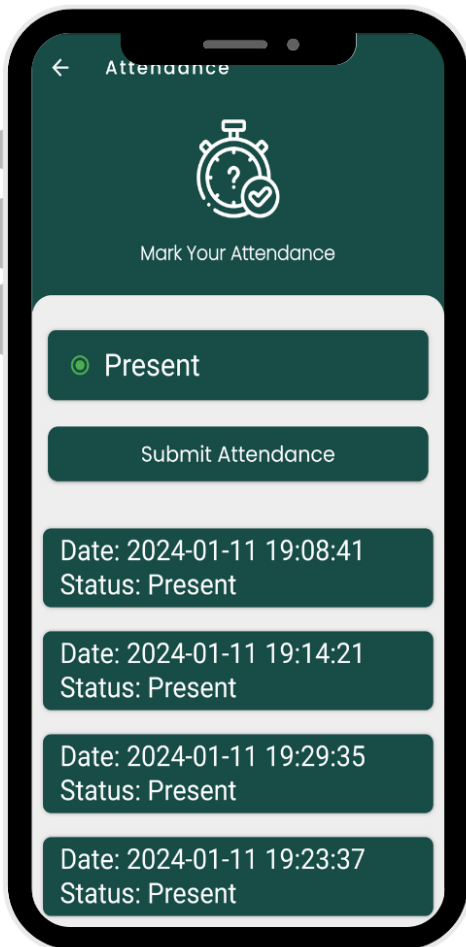 Attendance
?
Mark Your Attendance
Present
Submit Attendance
Date: 2024-01-11 19:08:41
Status: Present
Date: 2024-01-11 19:14:21
Status: Present
Date: 2024-01-11 19:29:35
Status: Present
Date: 2024-01-11 19:23:37
Status: Present